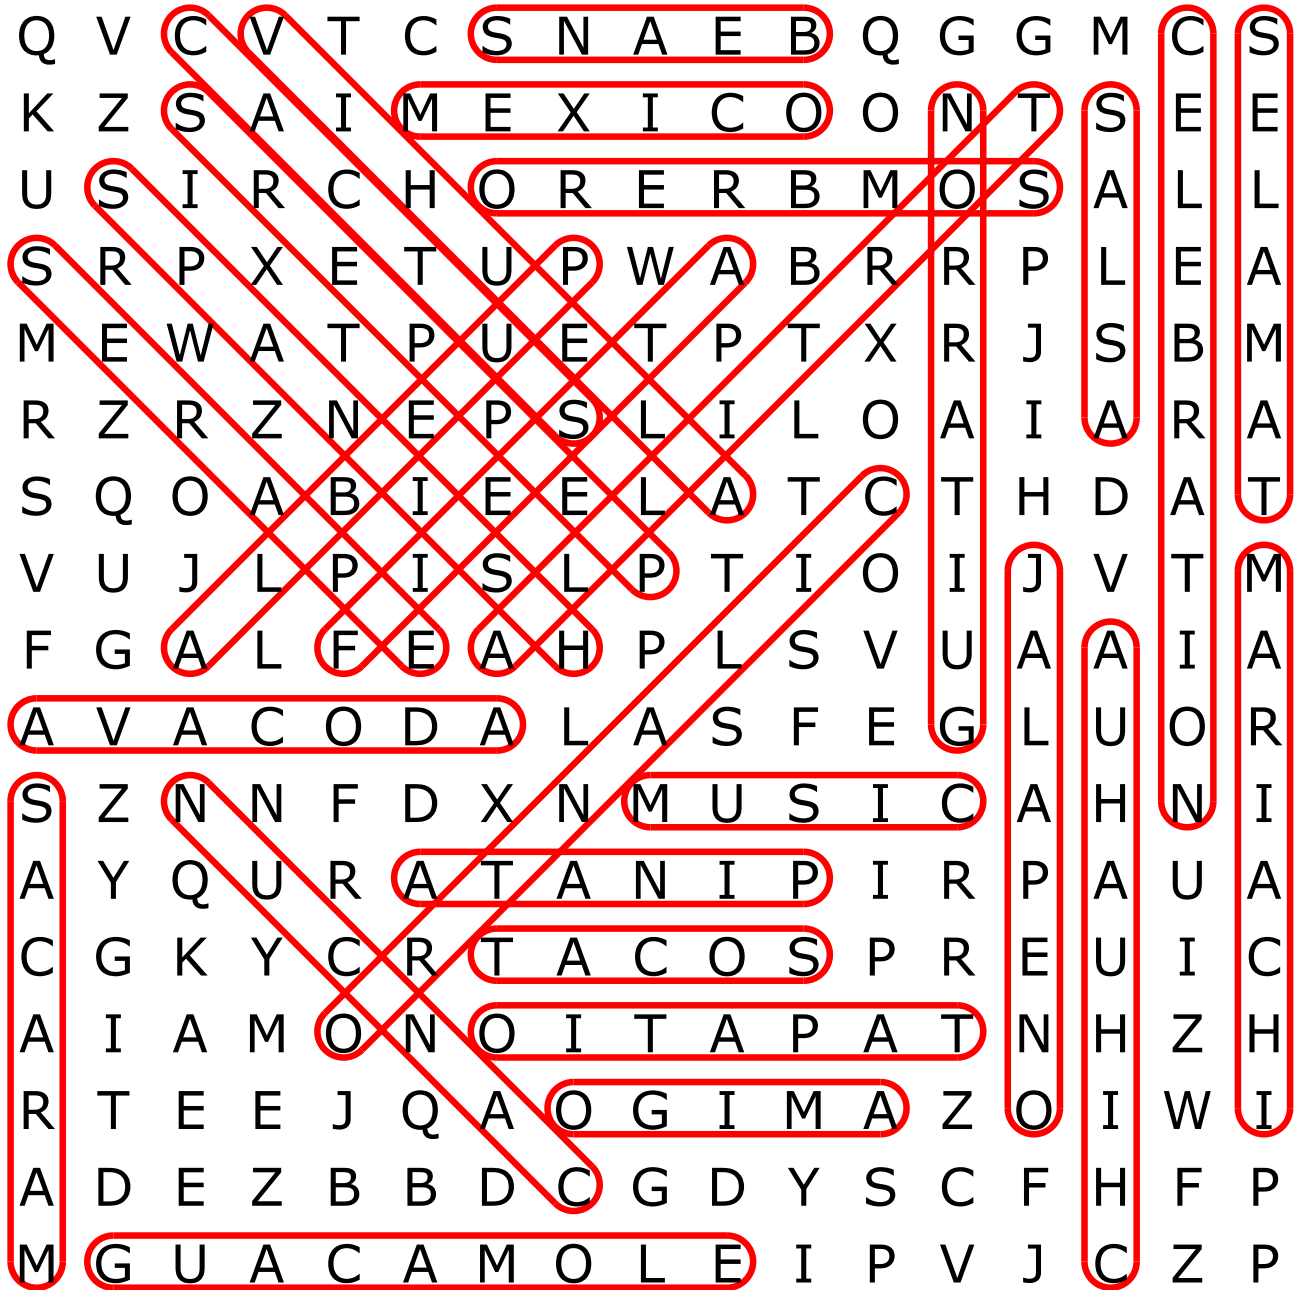 Q V C V T C S N A E B Q G G M C S
K Z S A I M E X I C O O N T S E E
U S I R C H O R E R B M O S A L L
S R P X E T U P W A B R R P L E A
M E W A T P U E T P T X R J S B M
R Z R Z N E P S L I L O A I A R A
S Q O A B I E E L A T C T H D A T
V U J L P I S L P T I O I J V T M
F G A L F E A H P L S V U A A I A
A V A C O D A L A S F E G L U O R
S Z N N F D X N M U S I C A H N I
A Y Q U R A T A N I P I R P A U A
C G K Y C R T A C O S P R E U I C
A I A M O N O I T A P A T N H Z H
R T E E J Q A O G I M A Z O I W I
A D E Z B B D C G D Y S C F H F P
M G U A C A M O L E I P V J C Z P